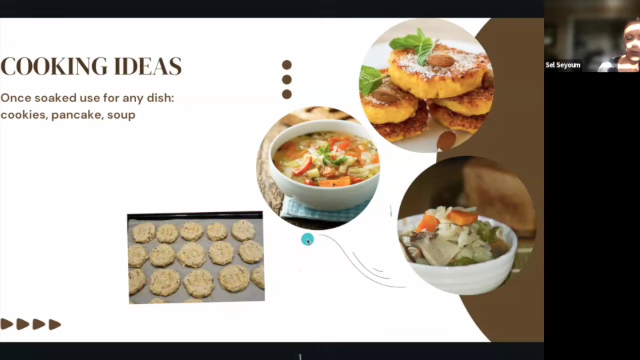 COOKING IDEAS
Once soaked use for any dish:
cookies, pancake, soup
Sel Seyoum